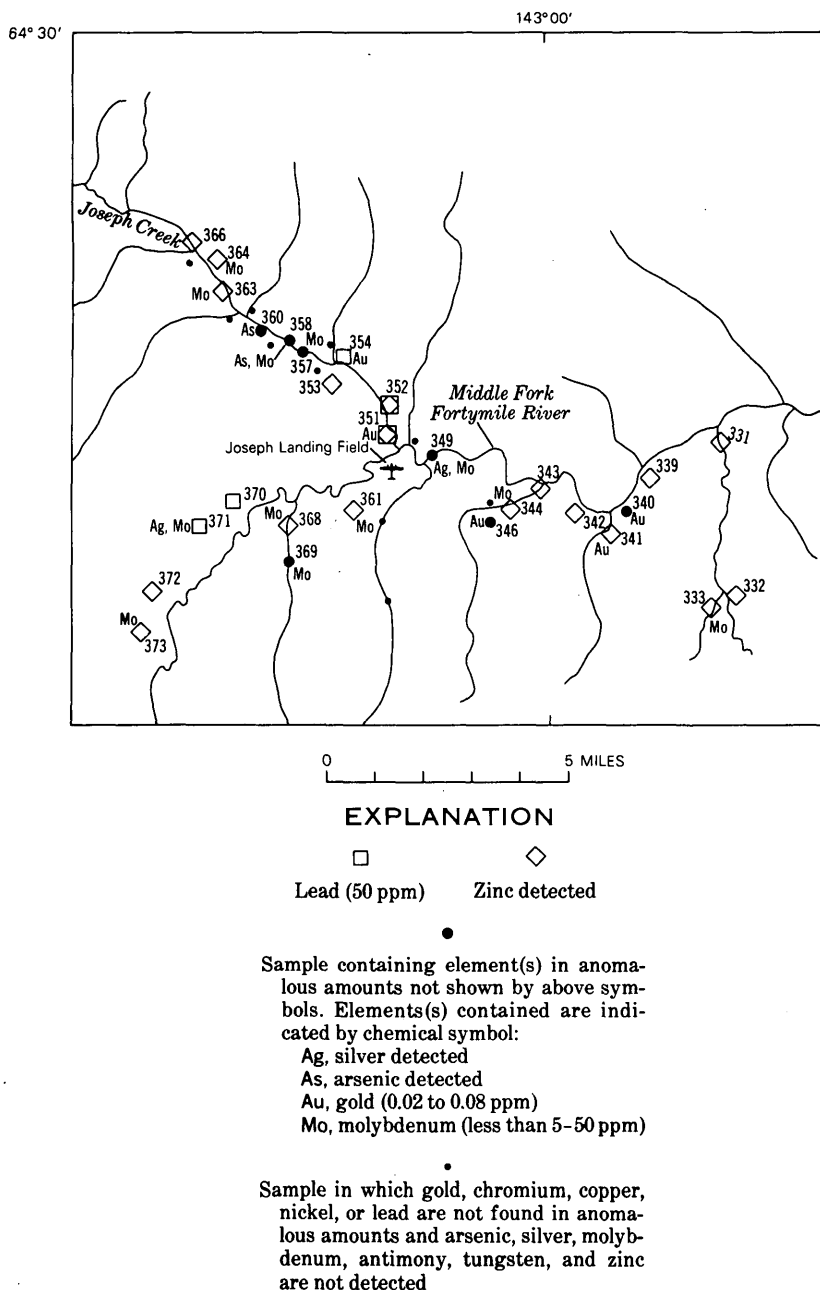 143°00'
64°30'
Joseph Creek
366
364
Mo
Mo
363
360
As
358
As, Mo
357
Mo
354
Au
353
352
351
Au
Middle Fork
Fortymile River
Joseph Landing Field
349
Ag, Mo
331
339
343
Mo
344
342
340
Au
Au
346
Au
341
370
Ag, Mo
371
Mo
368
361
Mo
369
Mo
372
Mo
373
333
Mo
332
0 5 MILES
EXPLANATION
Lead (50 ppm) Zinc detected
Sample containing element(s) in anoma-
lous amounts not shown by above sym-
bols. Elements(s) contained are indi-
cated by chemical symbol:
Ag, silver detected
As, arsenic detected
Au, gold (0.02 to 0.08 ppm)
Mo, molybdenum (less than 5-50 ppm)
Sample in which gold, chromium, copper,
nickel, or lead are not found in anoma-
lous amounts and arsenic, silver, molyb-
denum, antimony, tungsten, and zinc
are not detected